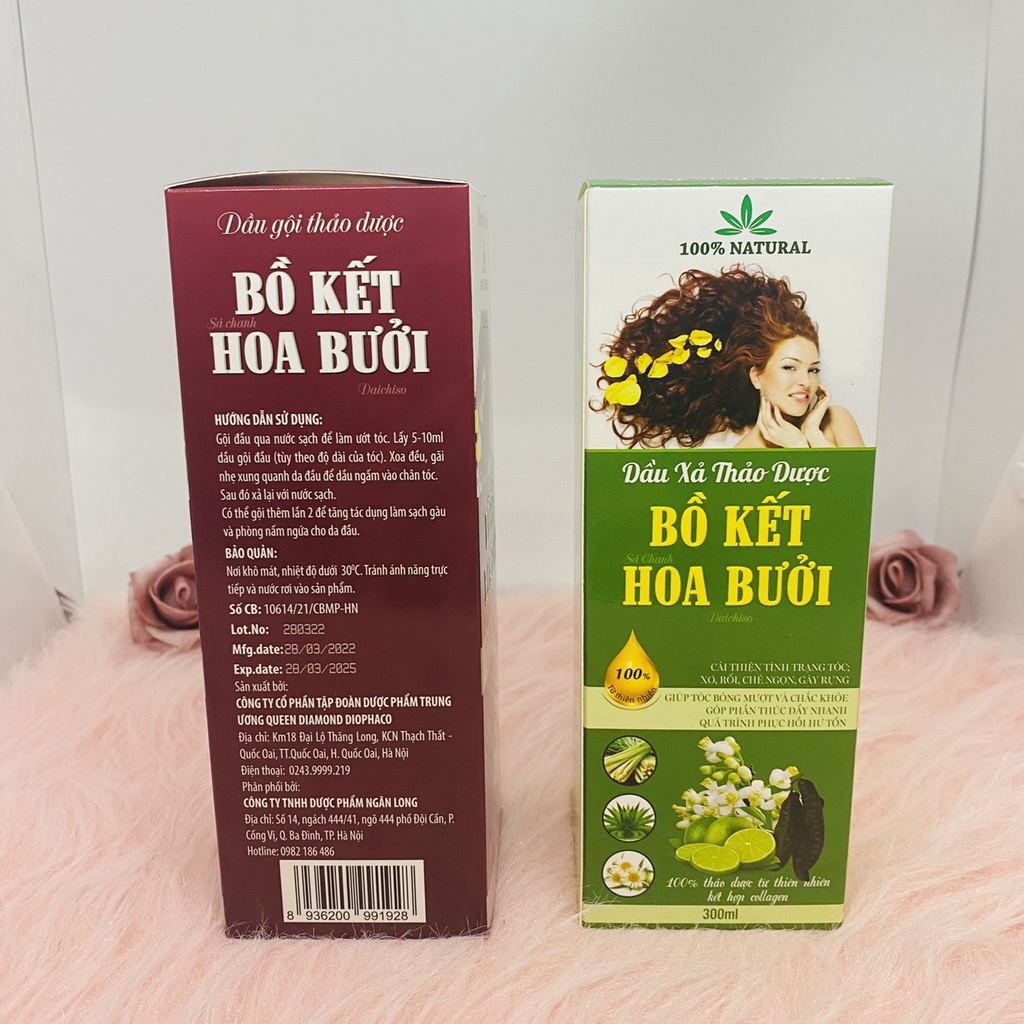 Dầu gội thảo dược
BỒ KẾT
Sả chanh
HOA BƯỞI
Daichiso
HƯỚNG DẪN SỬ DỤNG:
Gội đầu qua nước sạch để làm ướt tóc. Lấy 5-10ml
dầu gội đầu (tùy theo độ dài của tóc). Xoa đều, gãi
nhẹ xung quanh da đầu để dầu ngấm vào chân tóc.
Sau đó xả lại với nước sạch.
Có thể gội thêm lần 2 để tăng tác dụng làm sạch gàu
và phòng nấm ngứa cho da đầu.
BẢO QUẢN:
Nơi khô mát, nhiệt độ dưới 30⁰C. Tránh ánh nắng trực
tiếp và nước rơi vào sản phẩm.
Số CB: 10614/21/CBMP-HN
Lot.No: 280322
Mfg.date: 28/03/2022
Exp.date: 28/03/2025
Sản xuất bởi:
CÔNG TY CỔ PHẦN TẬP ĐOÀN DƯỢC PHẨM TRUNG
ƯƠNG QUEEN DIAMOND DIOPHACO
Địa chỉ: Km18 Đại Lộ Thăng Long, KCN Thạch Thất -
Quốc Oai, TT.Quốc Oai, H. Quốc Oai, Hà Nội
Điện thoại: 0243.9999.219
Phân phối bởi:
CÔNG TY TNHH DƯỢC PHẨM NGÂN LONG
Địa chỉ: Số 14, ngách 444/41, ngõ 444 phố Đội Cấn, P.
Cống Vị, Q. Ba Đình, TP. Hà Nội
Hotline: 0982 186 486
8 936200 991928
100% NATURAL
Dầu Xả Thảo Dược
BỒ KẾT
Sả Chanh
HOA BƯỞI
Daichiso
100%
Từ thiên nhiên
CẢI THIỆN TÌNH TRẠNG TÓC;
XƠ, RỐI, CHẺ NGỌN, GÃY RỤNG
GIÚP TÓC BÓNG MƯỢT VÀ CHẮC KHỎE
GÓP PHẦN THÚC ĐẨY NHANH
QUÁ TRÌNH PHỤC HỒI HƯ TỔN
100% thảo dược từ thiên nhiên
kết hợp collagen
300ml